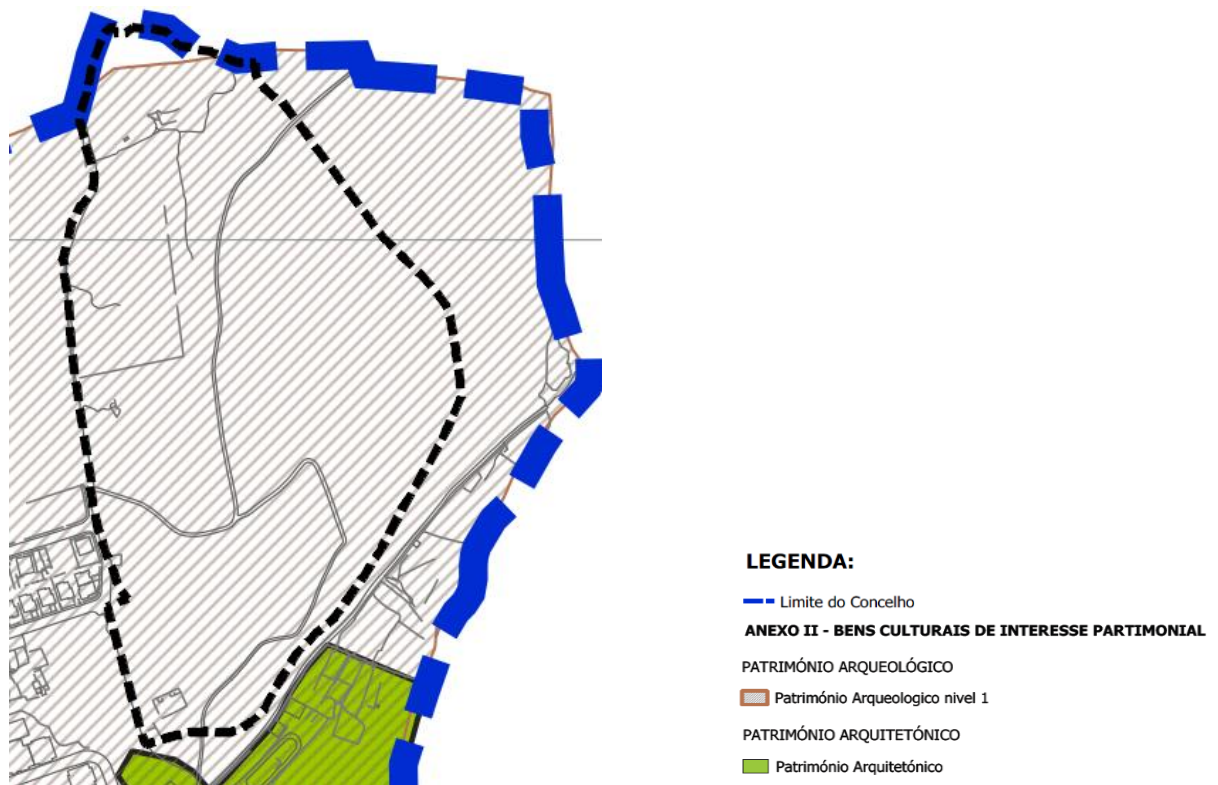 LEGENDA:
Limite do Concelho
ANEXO II - BENS CULTURAIS DE INTERESSE PARTIMONIAL
PATRIMÓNIO ARQUEOLÓGICO
Património Arqueologico nivel 1
PATRIMÓNIO ARQUITETÓNICO
Património Arquitetónico